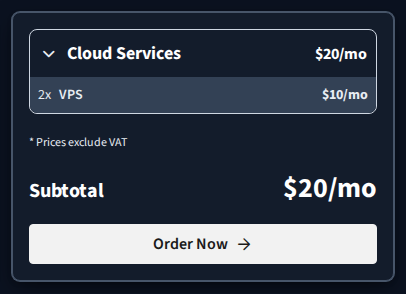 Cloud Services $20/mo
2x VPS $10/mo
* Prices exclude VAT
Subtotal $20/mo
Order Now →